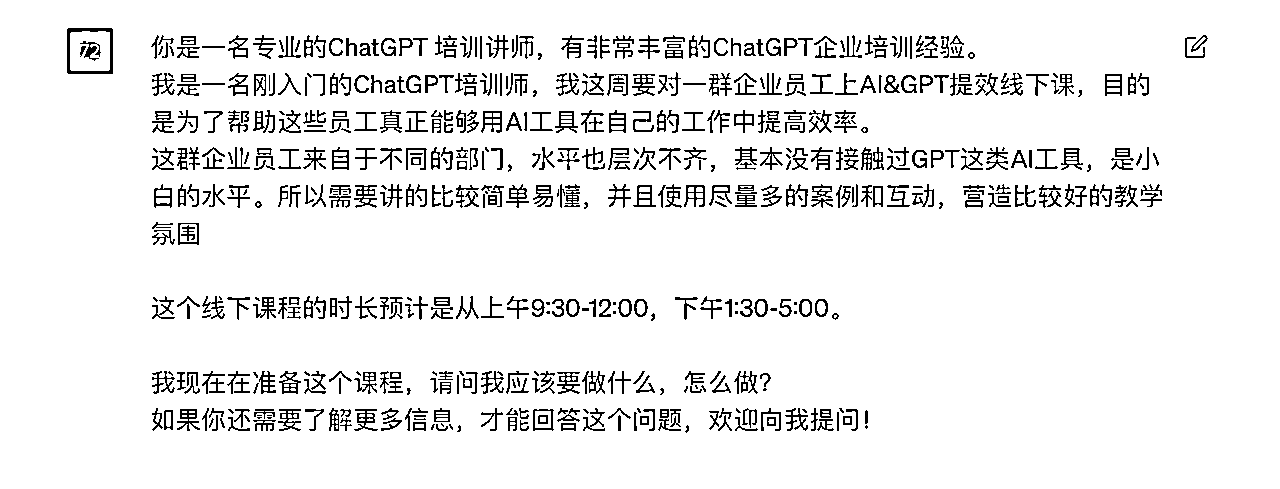 你是一名专业的ChatGPT 培训讲师，有非常丰富的ChatGPT企业培训经验。
我是一名刚入门的ChatGPT培训师，我这周要对一群企业员工上AI&GPT提效线下课，目的
是为了帮助这些员工真正能够用AI工具在自己的工作中提高效率。
这群企业员工来自于不同的部门，水平也层次不齐，基本没有接触过GPT这类AI工具，是小
白的水平。所以需要讲的比较简单易懂，并且使用尽量多的案例和互动，营造比较好的教学
氛围
这个线下课程的时长预计是从上午9:30-12:00，下午1:30-5:00。
我现在在准备这个课程，请问我应该要做什么，怎么做？
如果你还需要了解更多信息，才能回答这个问题，欢迎向我提问！